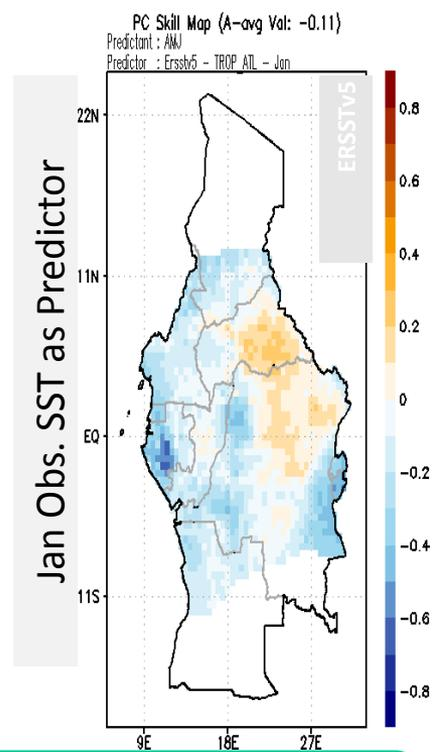 PC Skill Map (A-avg Val: -0.11)
Predictant : AMJ
Predictor : Ersstv5 - TROP ATL - Jan
Jan Obs. SST as Predictor
ERSSTv5
22N
11N
EQ
11S
9E
18E
27E
0.8
0.6
0.4
0.2
0
-0.2
-0.4
-0.6
-0.8